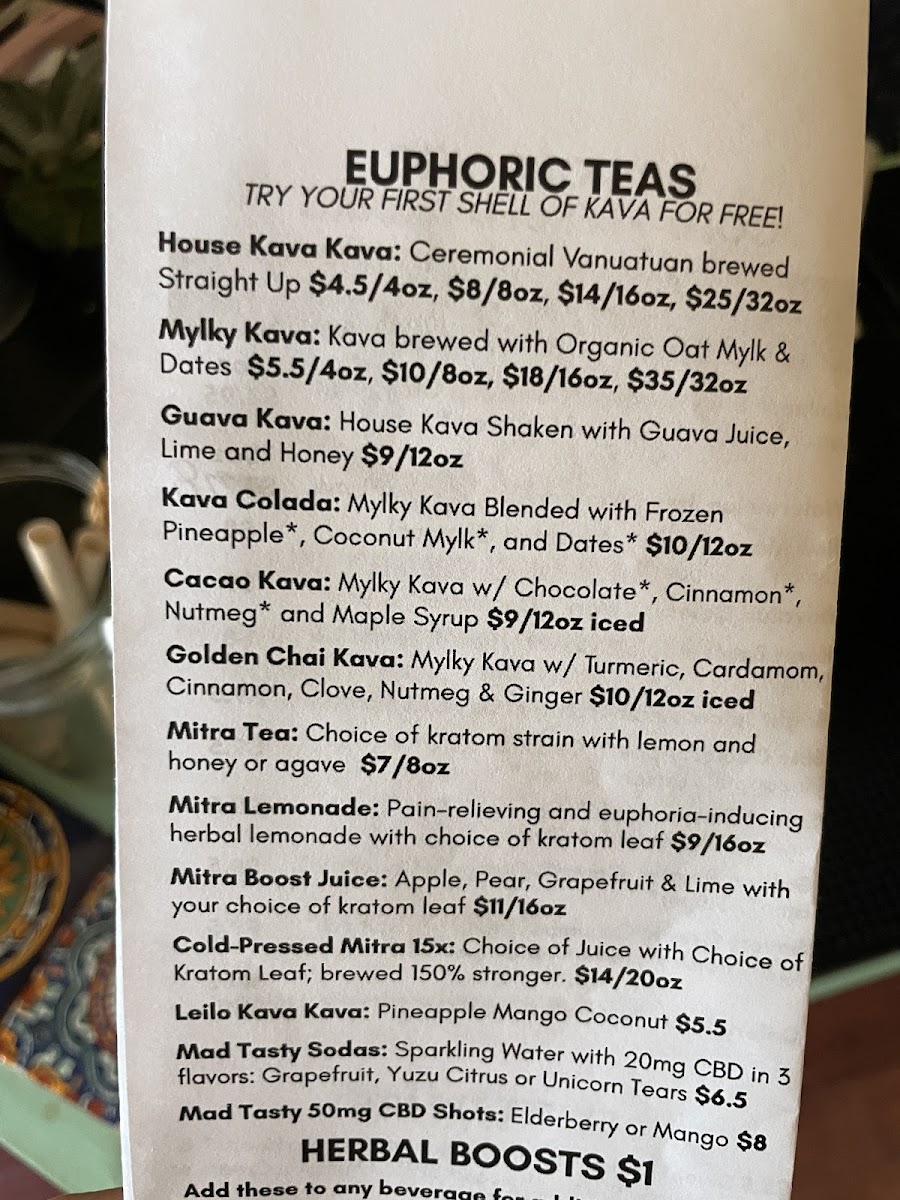 EUPHORIC TEAS
TRY YOUR FIRST SHELL OF KAVA FOR FREE!
House Kava Kava: Ceremonial Vanuatuan brewed
Straight Up $4.5/4oz, $8/8oz, $14/16oz, $25/32oz
Mylky Kava: Kava brewed with Organic Oat Mylk &
Dates $5.5/4oz, $10/8oz, $18/16oz, $35/32oz
Guava Kava: House Kava Shaken with Guava Juice,
Lime and Honey $9/12oz
Kava Colada: Mylky Kava Blended with Frozen
Pineapple*, Coconut Mylk*, and Dates* $10/12oz
Cacao Kava: Mylky Kava w/ Chocolate*, Cinnamon*,
Nutmeg* and Maple Syrup $9/12oz iced
Golden Chai Kava: Mylky Kava w/ Turmeric, Cardamom,
Cinnamon, Clove, Nutmeg & Ginger $10/12oz iced
Mitra Tea: Choice of kratom strain with lemon and
honey or agave $7/8oz
Mitra Lemonade: Pain-relieving and euphoria-inducing
herbal lemonade with choice of kratom leaf $9/16oz
Mitra Boost Juice: Apple, Pear, Grapefruit & Lime with
your choice of kratom leaf $11/16oz
Cold-Pressed Mitra 15x: Choice of Juice with Choice of
Kratom Leaf; brewed 150% stronger. $14/20oz
Leilo Kava Kava: Pineapple Mango Coconut $5.5
Mad Tasty Sodas: Sparkling Water with 20mg CBD in 3
flavors: Grapefruit, Yuzu Citrus or Unicorn Tears $6.5
Mad Tasty 50mg CBD Shots: Elderberry or Mango $8
HERBAL BOOSTS $1
Add these to any beverage for